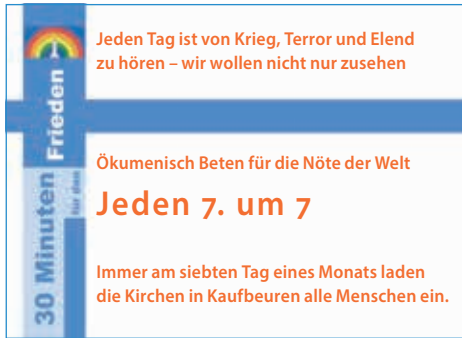 Jeden Tag ist von Krieg, Terror und Elend
zu hören – wir wollen nicht nur zusehen
Ökumenisch Beten für die Nöte der Welt
Jeden 7. um 7
Immer am siebten Tag eines Monats laden
die Kirchen in Kaufbeuren alle Menschen ein.
30 Minuten
für den
Frieden